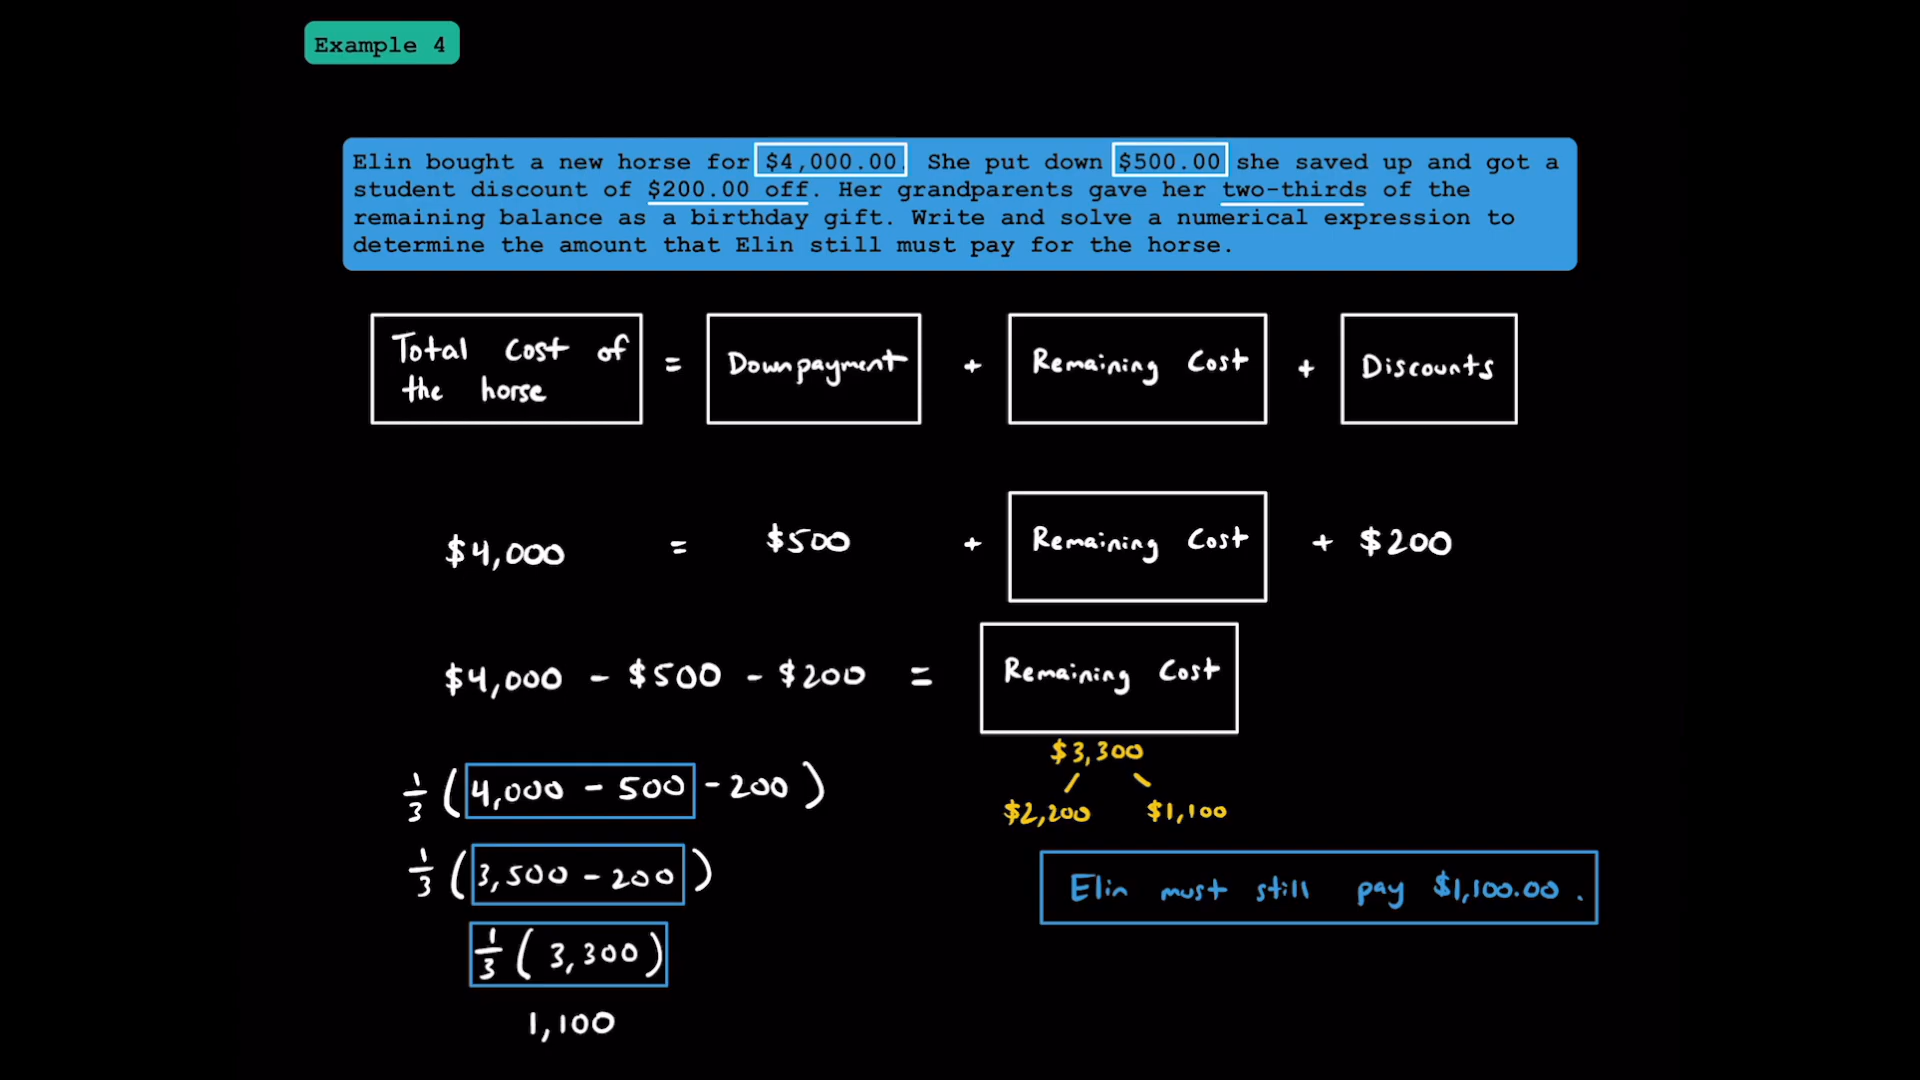 Example 4
Elin bought a new horse for $4,000.00. She put down $500.00 she saved up and got a
student discount of $200.00 off. Her grandparents gave her two-thirds of the
remaining balance as a birthday gift. Write and solve a numerical expression to
determine the amount that Elin still must pay for the horse.
Total Cost of the horse = Downpayment + Remaining Cost + Discounts
$4,000 = $500 + Remaining Cost + $200
$4,000 - $500 - $200 = Remaining Cost
$3,300
$2,200 $1,100
1/3 (4,000 - 500 - 200)
1/3 (3,500 - 200)
1/3 (3,300)
1,100
Elin must still pay $1,100.00.